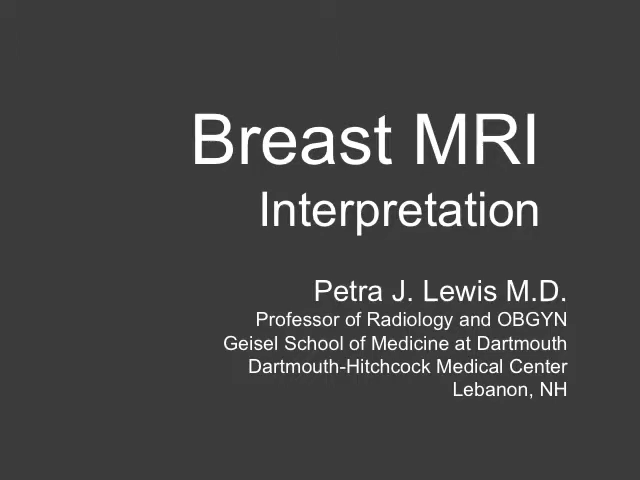 Breast MRI
Interpretation
Petra J. Lewis M.D.
Professor of Radiology and OBGYN
Geisel School of Medicine at Dartmouth
Dartmouth-Hitchcock Medical Center
Lebanon, NH